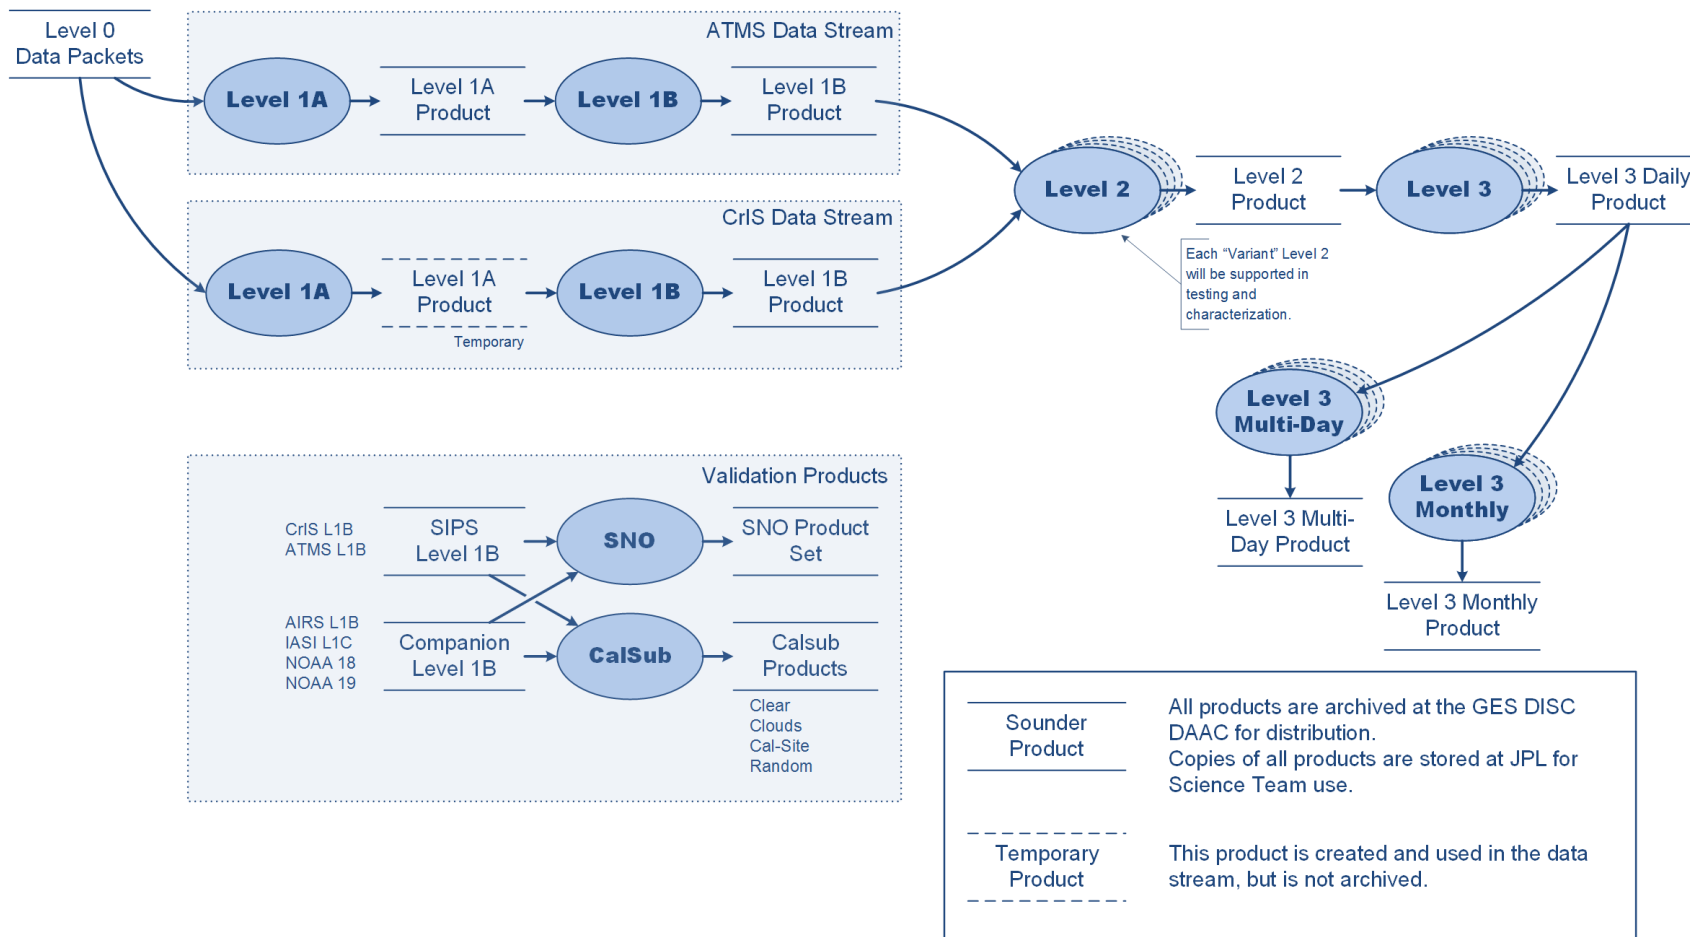 Level 0
Data Packets
ATMS Data Stream
Level 1A
Level 1A
Product
Level 1B
Level 1B
Product
CrIS Data Stream
Level 1A
Level 1A
Product
Temporary
Level 1B
Level 1B
Product
Level 2
Level 2
Product
Level 3
Level 3 Daily
Product
Each “Variant” Level 2
will be supported in
testing and
characterization.
Level 3
Multi-Day
Level 3 Multi-
Day Product
Level 3
Monthly
Level 3 Monthly
Product
Validation Products
CrIS L1B
ATMS L1B
SIPS
Level 1B
SNO
SNO Product
Set
AIRS L1B
IASI L1C
NOAA 18
NOAA 19
Companion
Level 1B
CalSub
Calsub
Products
Clear
Clouds
Cal-Site
Random
Sounder
Product
All products are archived at the GES DISC
DAAC for distribution.
Copies of all products are stored at JPL for
Science Team use.
Temporary
Product
This product is created and used in the data
stream, but is not archived.